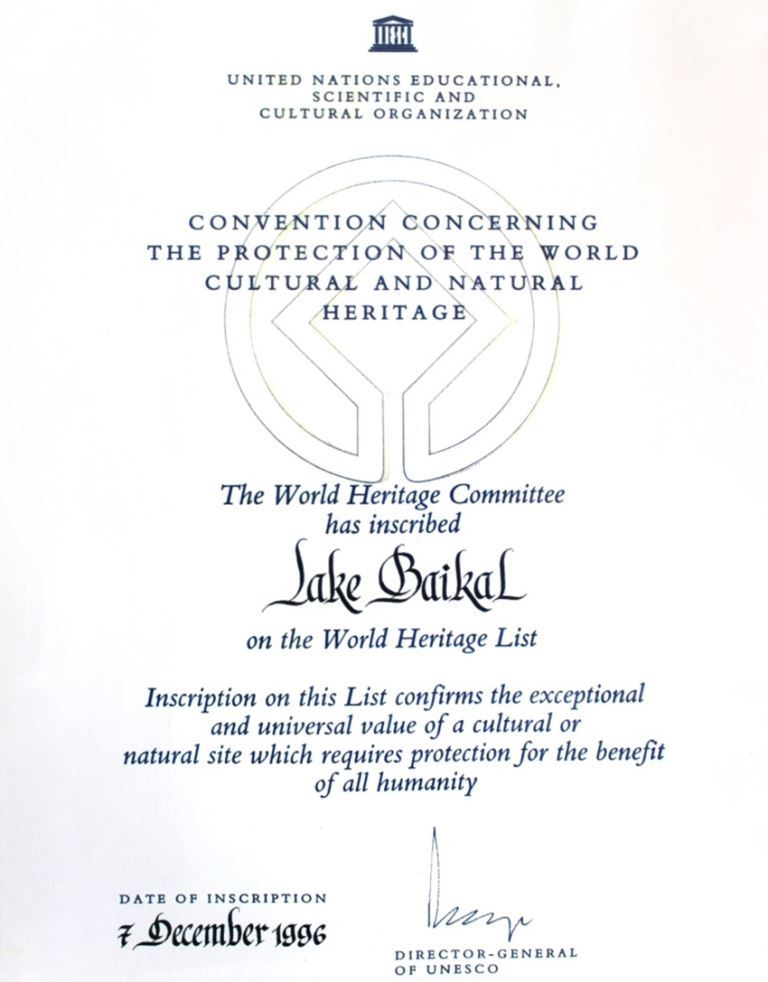 UNITED NATIONS EDUCATIONAL,
SCIENTIFIC AND
CULTURAL ORGANIZATION
CONVENTION CONCERNING
THE PROTECTION OF THE WORLD
CULTURAL AND NATURAL
HERITAGE
The World Heritage Committee
has inscribed
Lake Baikal
on the World Heritage List
Inscription on this List confirms the exceptional
and universal value of a cultural or
natural site which requires protection for the benefit
of all humanity
DATE OF INSCRIPTION
7 December 1996
DIRECTOR-GENERAL
OF UNESCO